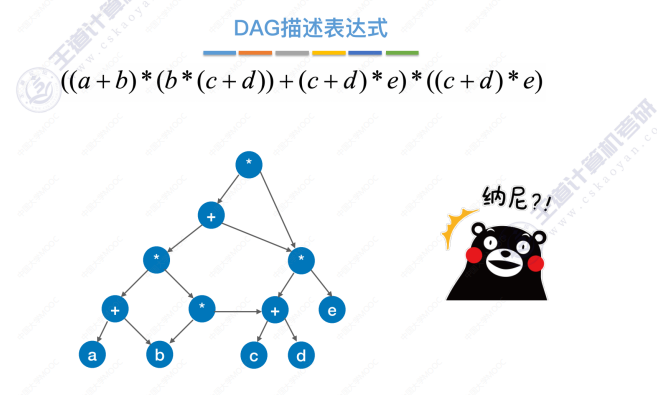 DAG描述表达式
((a+b)*(b*(c+d))+(c+d)*e)*((c+d)*e)
*
+
*
*
+
*
+
e
a
b
c
d
纳尼?!
王道计算机考研
www.cskaoyan.com